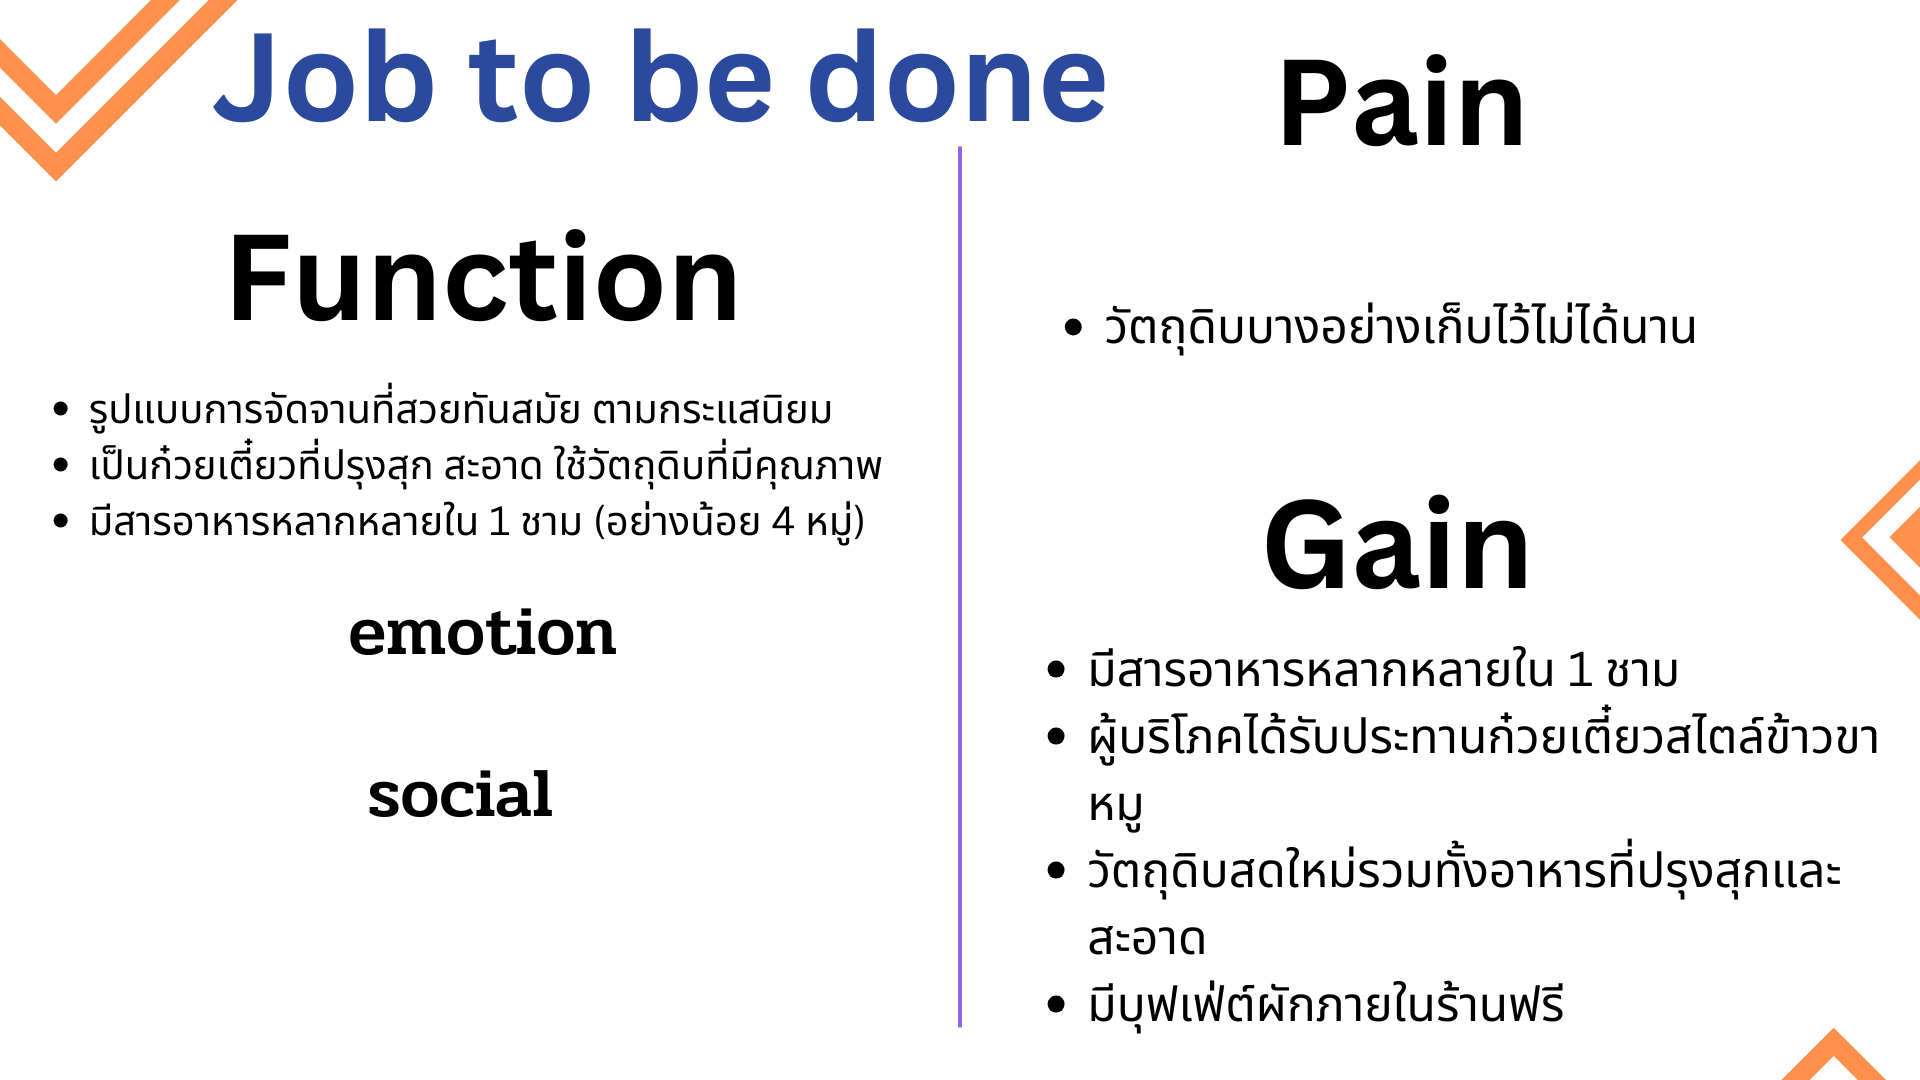 Job to be done
Function
รูปแบบการจัดจานที่สวยทันสมัย ตามกระแสนิยม
เป็นก๋วยเตี๋ยวที่ปรุงสุก สะอาด ใช้วัตถุดิบที่มีคุณภาพ
มีสารอาหารหลากหลายใน 1 ชาม (อย่างน้อย 4 หมู่)
emotion
social
Pain
วัตถุดิบบางอย่างเก็บไว้ไม่ได้นาน
Gain
มีสารอาหารหลากหลายใน 1 ชาม
ผู้บริโภคได้รับประทานก๋วยเตี๋ยวสไตล์ข้าวขา
หมู
วัตถุดิบสดใหม่รวมทั้งอาหารที่ปรุงสุกและ
สะอาด
มีบุฟเฟ่ต์ผักภายในร้านฟรี